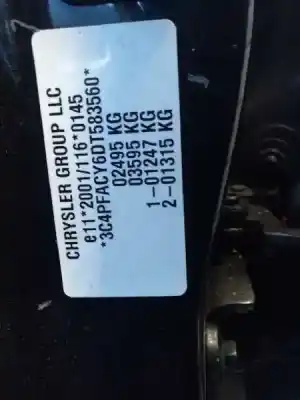 CHRYSLER GROUP LLC
e11*2001/116*0145
*3C4PFACY6DT583560*
02495 KG
03595 KG
1-01247 KG
2-01315 KG